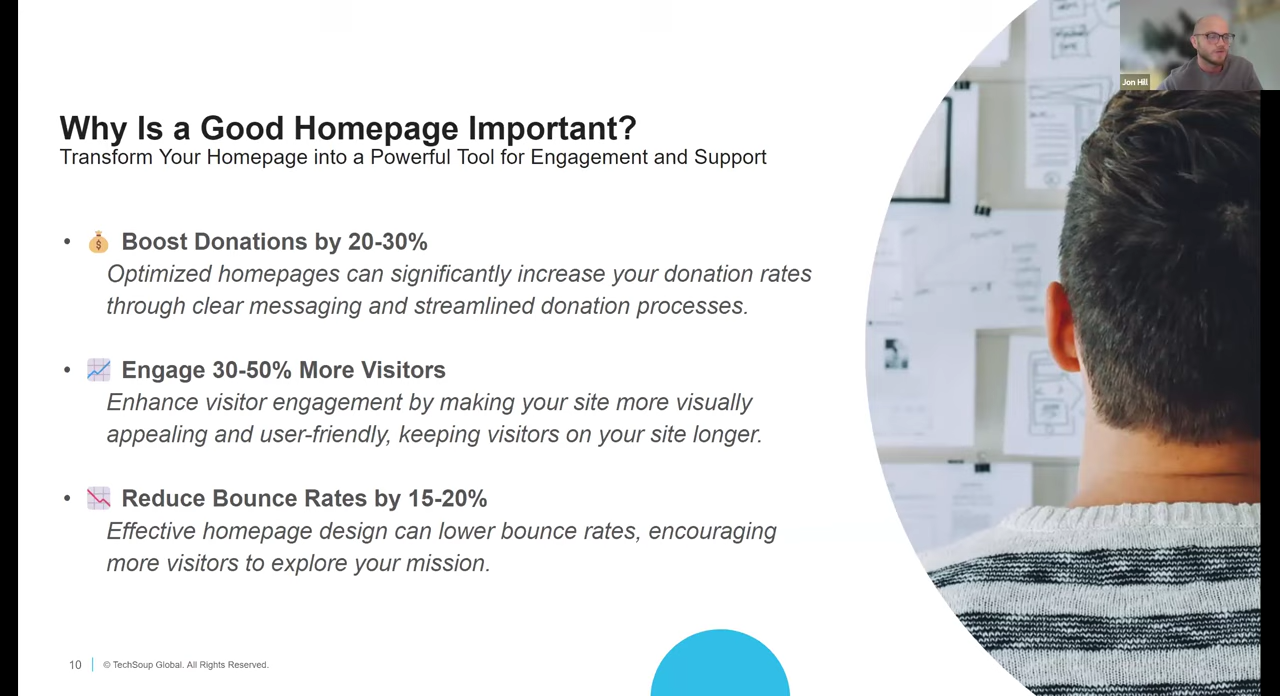 Jon Hill
Why Is a Good Homepage Important?
Transform Your Homepage into a Powerful Tool for Engagement and Support
• Boost Donations by 20-30%
Optimized homepages can significantly increase your donation rates
through clear messaging and streamlined donation processes.
• Engage 30-50% More Visitors
Enhance visitor engagement by making your site more visually
appealing and user-friendly, keeping visitors on your site longer.
• Reduce Bounce Rates by 15-20%
Effective homepage design can lower bounce rates, encouraging
more visitors to explore your mission.
10 © TechSoup Global. All Rights Reserved.